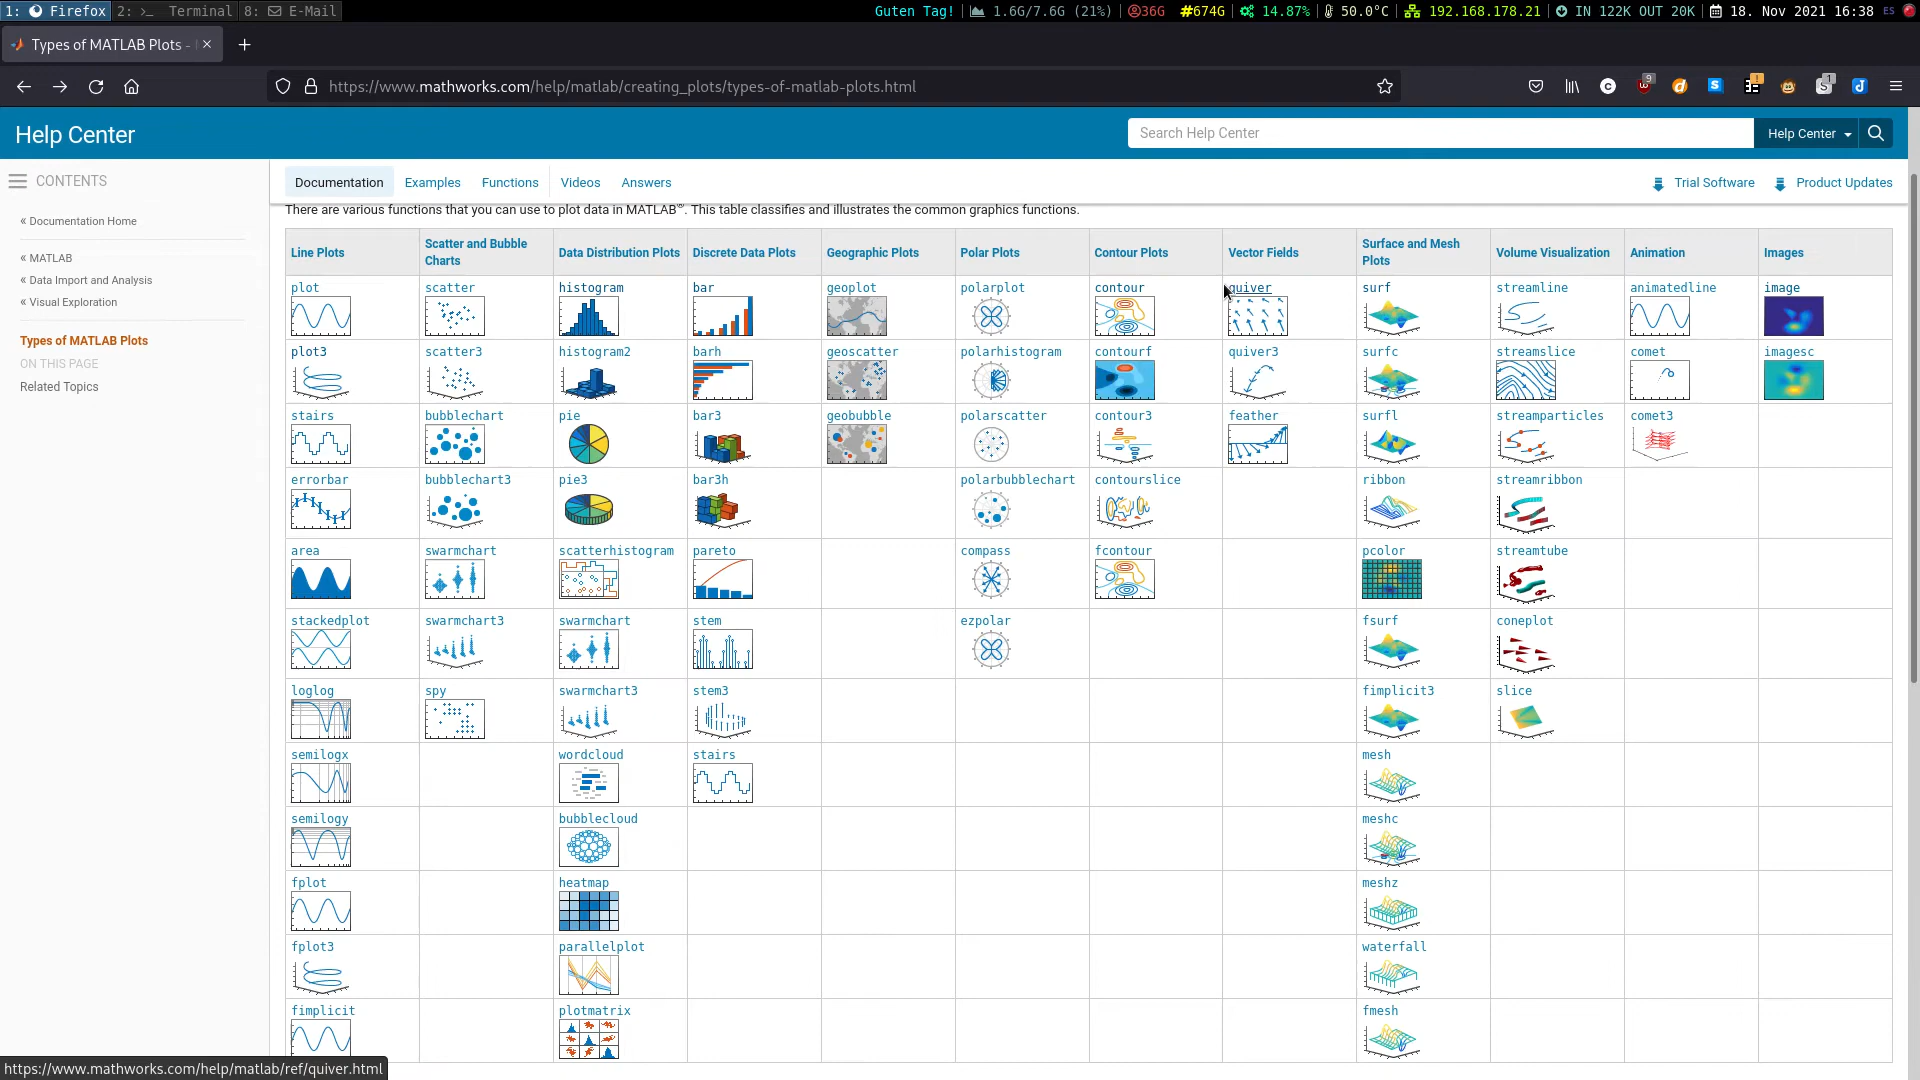 1: Firefox 2: >_ Terminal 8: E-Mail Guten Tag! 1.6G/7.6G (21%) 36G #674G 14.87% 50.0°C 192.168.178.21 IN 122K OUT 20K 18. Nov 2021 16:38 ES
Types of MATLAB Plots - × +
https://www.mathworks.com/help/matlab/creating_plots/types-of-matlab-plots.html 9 ! 1
Help Center Search Help Center Help Center
CONTENTS
Documentation Examples Functions Videos Answers Trial Software Product Updates
There are various functions that you can use to plot data in MATLAB®. This table classifies and illustrates the common graphics functions.
« Documentation Home
« MATLAB
« Data Import and Analysis
« Visual Exploration
Types of MATLAB Plots
ON THIS PAGE
Related Topics
Line Plots Scatter and Bubble Charts Data Distribution Plots Discrete Data Plots Geographic Plots Polar Plots Contour Plots Vector Fields Surface and Mesh Plots Volume Visualization Animation Images
plot scatter histogram bar geoplot polarplot contour quiver surf streamline animatedline image
plot3 scatter3 histogram2 barh geoscatter polarhistogram contourf quiver3 surfc streamslice comet imagesc
stairs bubblechart pie bar3 geobubble polarscatter contour3 feather surfl streamparticles comet3
errorbar bubblechart3 pie3 bar3h polarbubblechart contourslice ribbon streamribbon
area swarmchart scatterhistogram pareto compass fcontour pcolor streamtube
stackedplot swarmchart3 swarmchart stem ezpolar fsurf coneplot
loglog spy swarmchart3 stem3 fimplicit3 slice
semilogx wordcloud stairs mesh
semilogy bubblecloud meshc
fplot heatmap meshz
fplot3 parallelplot waterfall
fimplicit plotmatrix fmesh
https://www.mathworks.com/help/matlab/ref/quiver.html